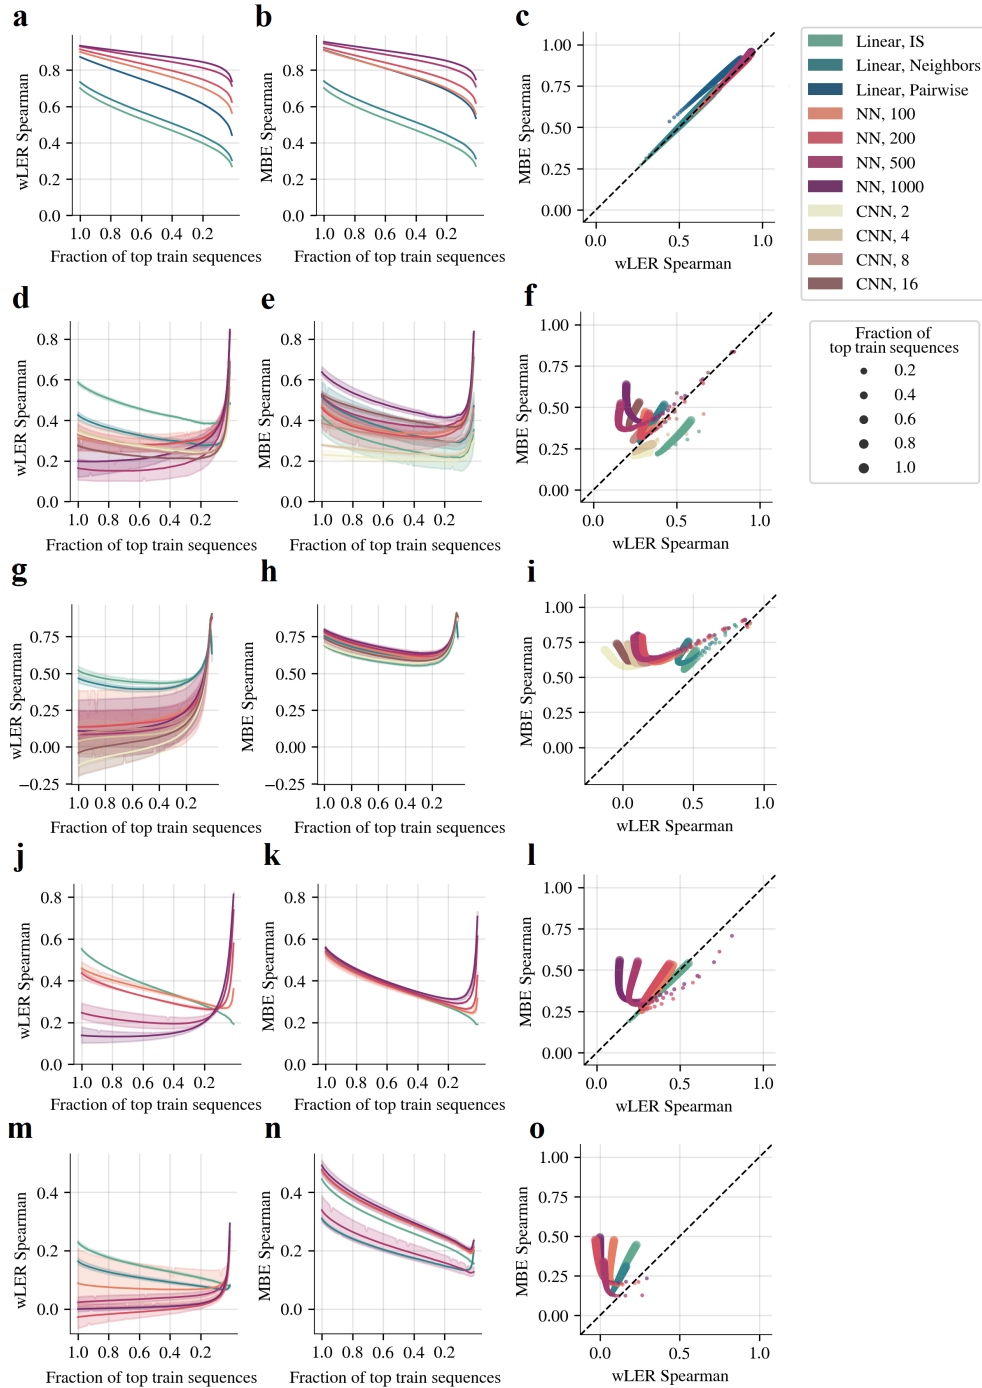 a
b
c
wLER Spearman
0.8
0.6
0.4
0.2
0.0
1.0 0.8 0.6 0.4 0.2
Fraction of top train sequences
MBE Spearman
0.8
0.6
0.4
0.2
0.0
1.0 0.8 0.6 0.4 0.2
Fraction of top train sequences
MBE Spearman
1.00
0.75
0.50
0.25
0.00
0.0 0.5 1.0
wLER Spearman
Linear, IS
Linear, Neighbors
Linear, Pairwise
NN, 100
NN, 200
NN, 500
NN, 1000
CNN, 2
CNN, 4
CNN, 8
CNN, 16
Fraction of
top train sequences
0.2
0.4
0.6
0.8
1.0
d
e
f
wLER Spearman
0.8
0.6
0.4
0.2
0.0
1.0 0.8 0.6 0.4 0.2
Fraction of top train sequences
MBE Spearman
0.8
0.6
0.4
0.2
0.0
1.0 0.8 0.6 0.4 0.2
Fraction of top train sequences
MBE Spearman
1.00
0.75
0.50
0.25
0.00
0.0 0.5 1.0
wLER Spearman
g
h
i
wLER Spearman
0.75
0.50
0.25
0.00
−0.25
1.0 0.8 0.6 0.4 0.2
Fraction of top train sequences
MBE Spearman
0.75
0.50
0.25
0.00
−0.25
1.0 0.8 0.6 0.4 0.2
Fraction of top train sequences
MBE Spearman
1.00
0.75
0.50
0.25
0.00
0.0 0.5 1.0
wLER Spearman
j
k
l
wLER Spearman
0.8
0.6
0.4
0.2
0.0
1.0 0.8 0.6 0.4 0.2
Fraction of top train sequences
MBE Spearman
0.8
0.6
0.4
0.2
0.0
1.0 0.8 0.6 0.4 0.2
Fraction of top train sequences
MBE Spearman
1.00
0.75
0.50
0.25
0.00
0.0 0.5 1.0
wLER Spearman
m
n
o
wLER Spearman
0.4
0.2
0.0
1.0 0.8 0.6 0.4 0.2
Fraction of top train sequences
MBE Spearman
0.4
0.2
0.0
1.0 0.8 0.6 0.4 0.2
Fraction of top train sequences
MBE Spearman
1.00
0.75
0.50
0.25
0.00
0.0 0.5 1.0
wLER Spearman